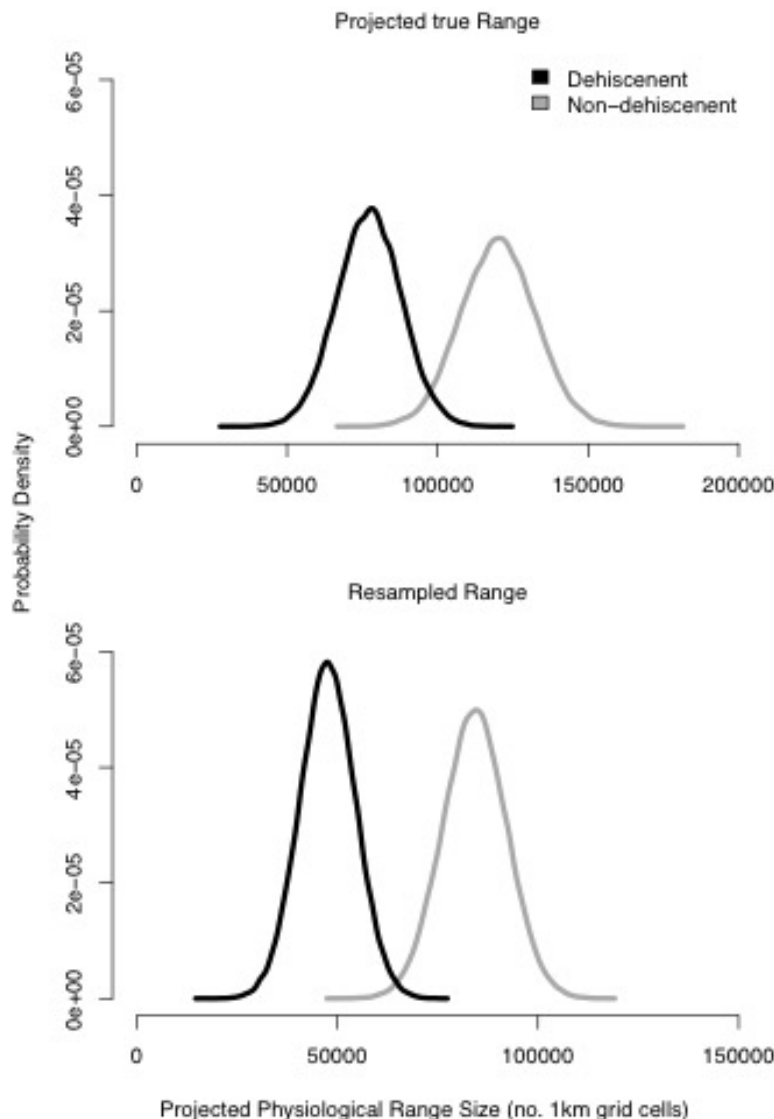 Projected true Range
Dehiscenent
Non−dehiscenent
6e−05
4e−05
2e−05
0e+00
0 50000 100000 150000 200000
Probability Density
Resampled Range
6e−05
4e−05
2e−05
0e+00
0 50000 100000 150000
Projected Physiological Range Size (no. 1km grid cells)